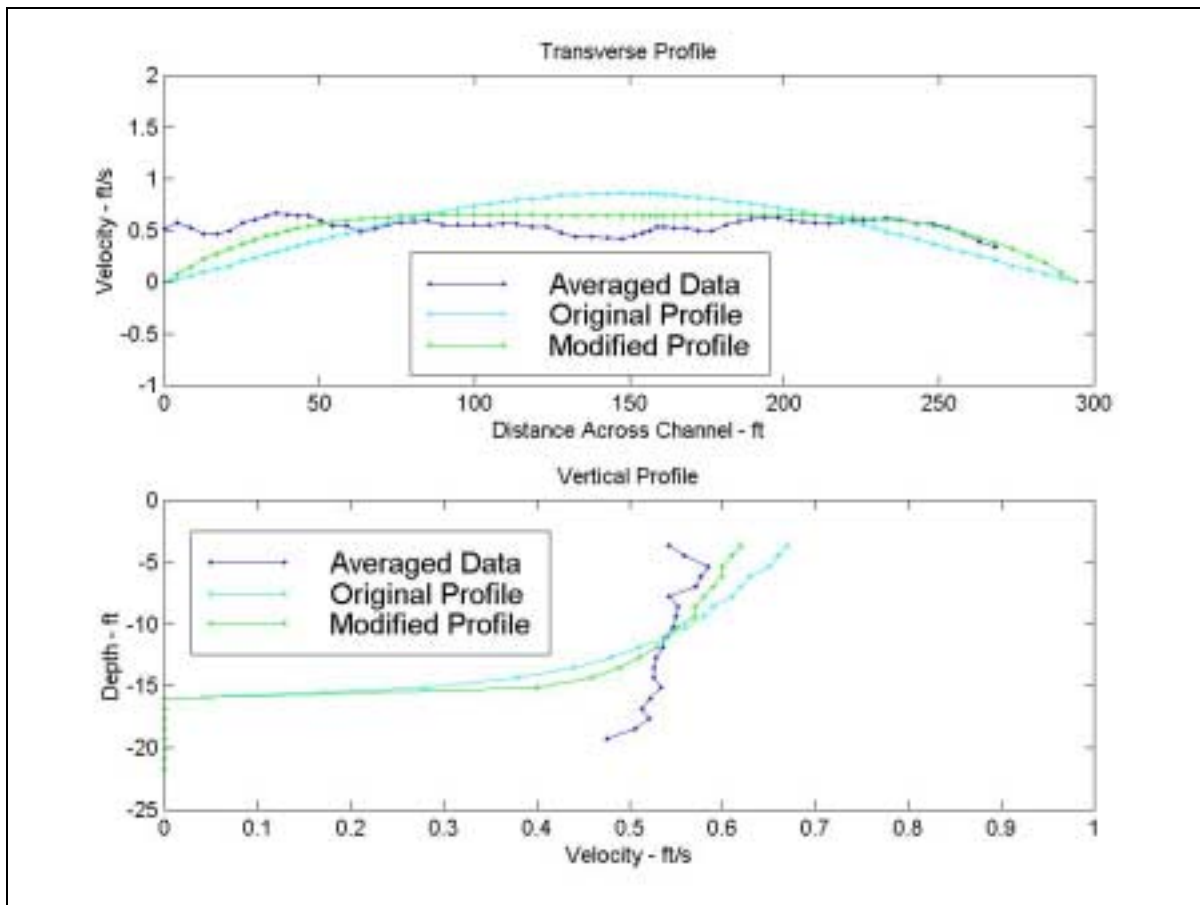 Transverse Profile
2
1.5
1
0.5
0
-0.5
-1
Velocity - ft/s
Averaged Data
Original Profile
Modified Profile
0 50 100 150 200 250 300
Distance Across Channel - ft
Vertical Profile
0
-5
-10
-15
-20
-25
Depth - ft
Averaged Data
Original Profile
Modified Profile
0 0.1 0.2 0.3 0.4 0.5 0.6 0.7 0.8 0.9 1
Velocity - ft/s